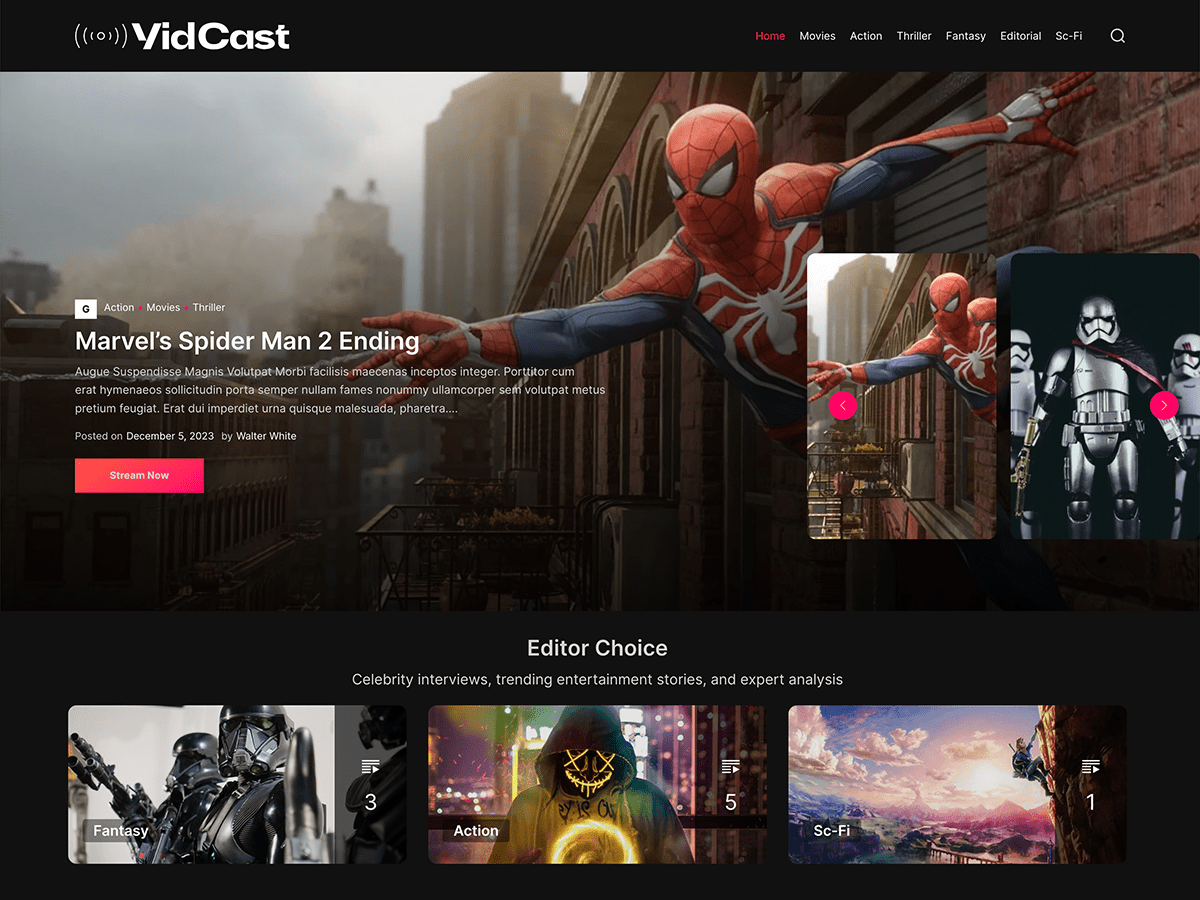 ((o)) VidCast
Home Movies Action Thriller Fantasy Editorial Sc-Fi
G Action • Movies • Thriller
Marvel’s Spider Man 2 Ending
Augue Suspendisse Magnis Volutpat Morbi facilisis maecenas inceptos integer. Porttitor cum
erat hymenaeos sollicitudin porta semper nullam fames nonummy ullamcorper sem volutpat metus
pretium feugiat. Erat dui imperdiet urna quisque malesuada, pharetra....
Posted on December 5, 2023 by Walter White
Stream Now
Editor Choice
Celebrity interviews, trending entertainment stories, and expert analysis
3
Fantasy
5
Action
1
Sc-Fi